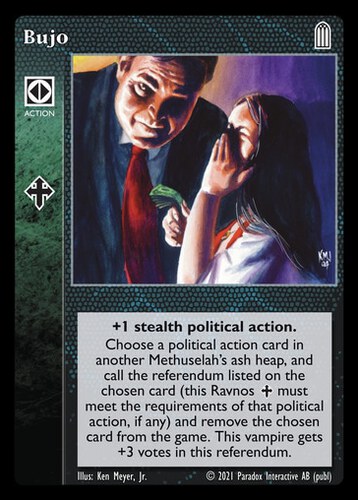 Bujo
ACTION
KMJ
+1 stealth political action.
Choose a political action card in
another Methuselah's ash heap, and
call the referendum listed on the
chosen card (this Ravnos must
meet the requirements of that political
action, if any) and remove the chosen
card from the game. This vampire gets
+3 votes in this referendum.
Illus: Ken Meyer, Jr. © 2021 Paradox Interactive AB (publ)